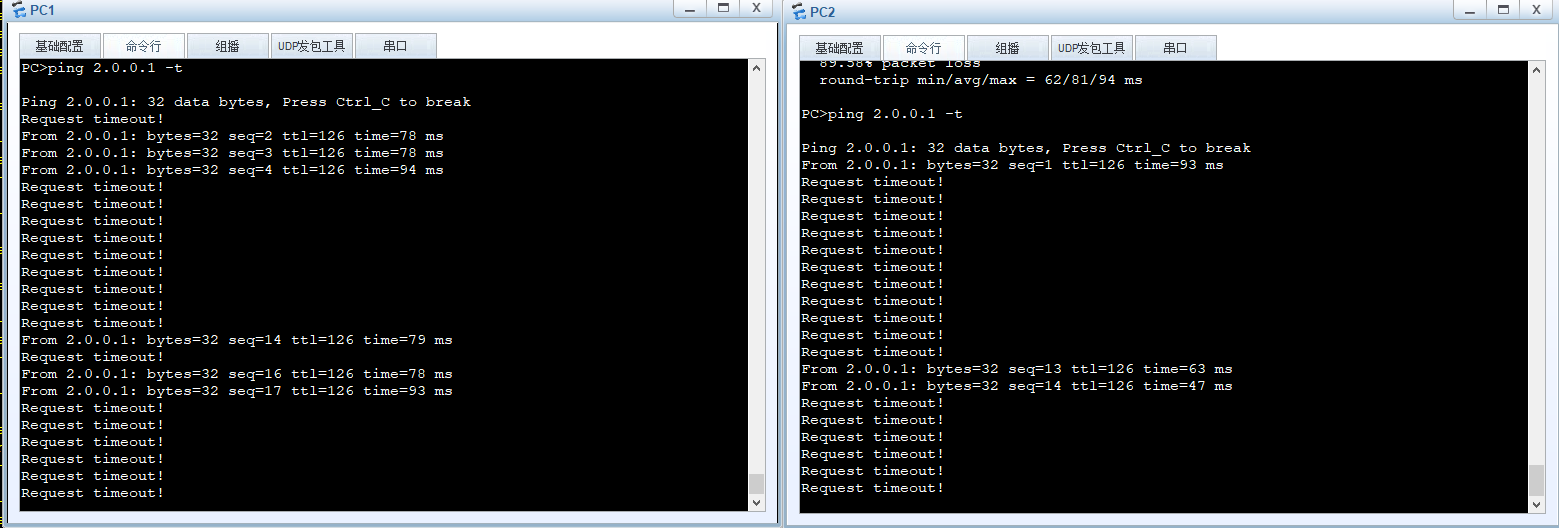 PC1
基础配置 命令行 组播 UDP发包工具 串口
PC>ping 2.0.0.1 -t
Ping 2.0.0.1: 32 data bytes, Press Ctrl_C to break
Request timeout!
From 2.0.0.1: bytes=32 seq=2 ttl=126 time=78 ms
From 2.0.0.1: bytes=32 seq=3 ttl=126 time=78 ms
From 2.0.0.1: bytes=32 seq=4 ttl=126 time=94 ms
Request timeout!
Request timeout!
Request timeout!
Request timeout!
Request timeout!
Request timeout!
Request timeout!
Request timeout!
Request timeout!
From 2.0.0.1: bytes=32 seq=14 ttl=126 time=79 ms
Request timeout!
From 2.0.0.1: bytes=32 seq=16 ttl=126 time=78 ms
From 2.0.0.1: bytes=32 seq=17 ttl=126 time=93 ms
Request timeout!
Request timeout!
Request timeout!
Request timeout!
Request timeout!
Request timeout!
PC2
基础配置 命令行 组播 UDP发包工具 串口
89.58% packet loss
round-trip min/avg/max = 62/81/94 ms
PC>ping 2.0.0.1 -t
Ping 2.0.0.1: 32 data bytes, Press Ctrl_C to break
From 2.0.0.1: bytes=32 seq=1 ttl=126 time=93 ms
Request timeout!
Request timeout!
Request timeout!
Request timeout!
Request timeout!
Request timeout!
Request timeout!
Request timeout!
Request timeout!
Request timeout!
Request timeout!
From 2.0.0.1: bytes=32 seq=13 ttl=126 time=63 ms
From 2.0.0.1: bytes=32 seq=14 ttl=126 time=47 ms
Request timeout!
Request timeout!
Request timeout!
Request timeout!
Request timeout!
Request timeout!